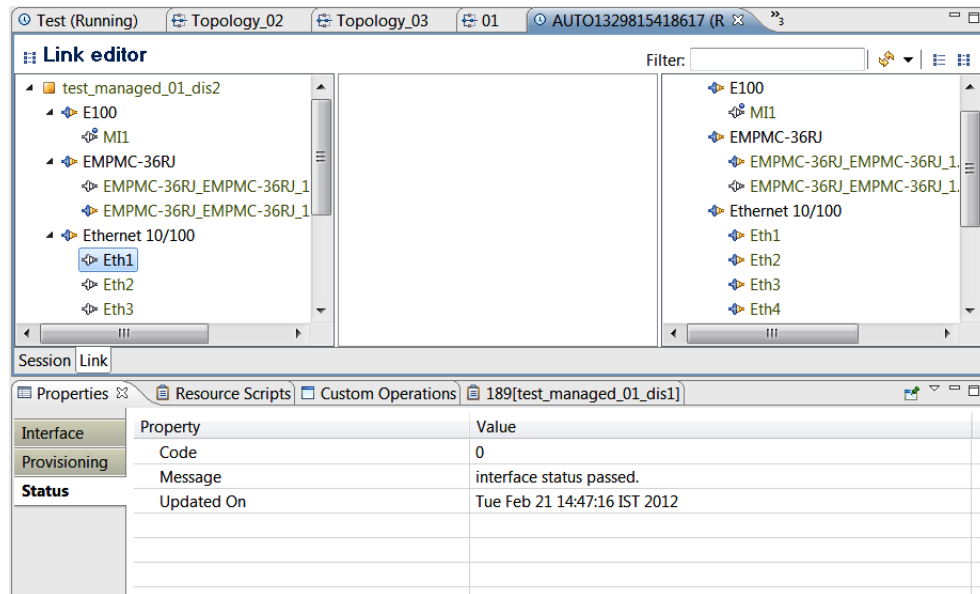 Test (Running) Topology_02 Topology_03 01 AUTO1329815418617 (R »3
Link editor
Filter:
test_managed_01_dis2
E100
MI1
EMPMC-36RJ
EMPMC-36RJ_EMPMC-36RJ_1
EMPMC-36RJ_EMPMC-36RJ_1
Ethernet 10/100
Eth1
Eth2
Eth3
E100
MI1
EMPMC-36RJ
EMPMC-36RJ_EMPMC-36RJ_1.
EMPMC-36RJ_EMPMC-36RJ_1.
Ethernet 10/100
Eth1
Eth2
Eth3
Eth4
Session Link
Properties Resource Scripts Custom Operations 189[test_managed_01_dis1]
Interface
Provisioning
Status
Property Value
Code 0
Message interface status passed.
Updated On Tue Feb 21 14:47:16 IST 2012